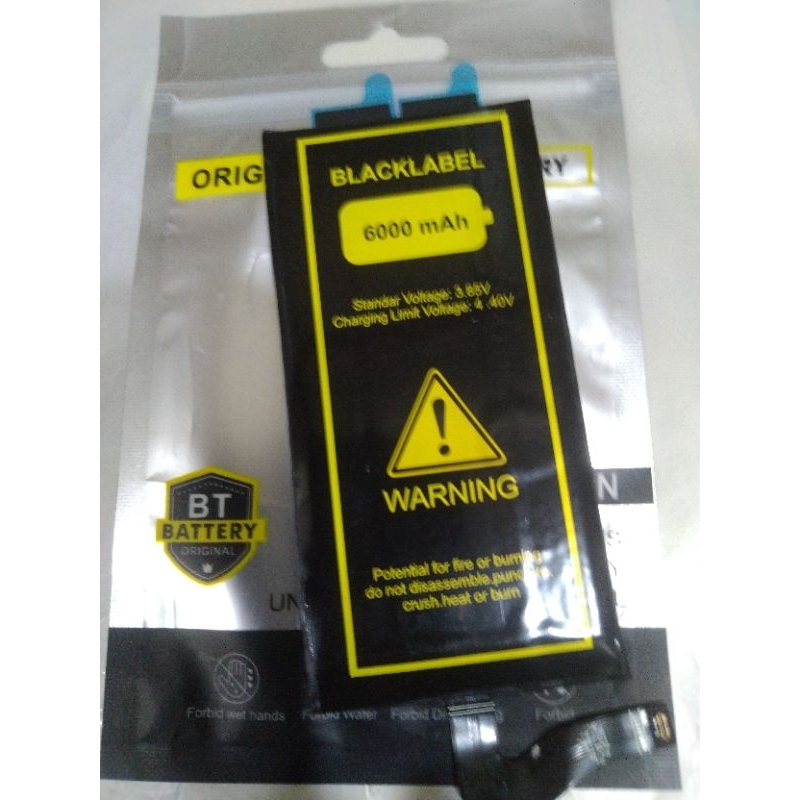 ORIG
RY
BLACKLABEL
6000 mAh
Standar Voltage: 3.85V
Charging Limit Voltage: 4 .40V
WARNING
N
BT
BATTERY
ORIGINAL
Potential for fire or burning
do not disassemble.punc
crush.heat or burn
UN
Forbid wet hands
Forbid Water
Forbid
Forbid